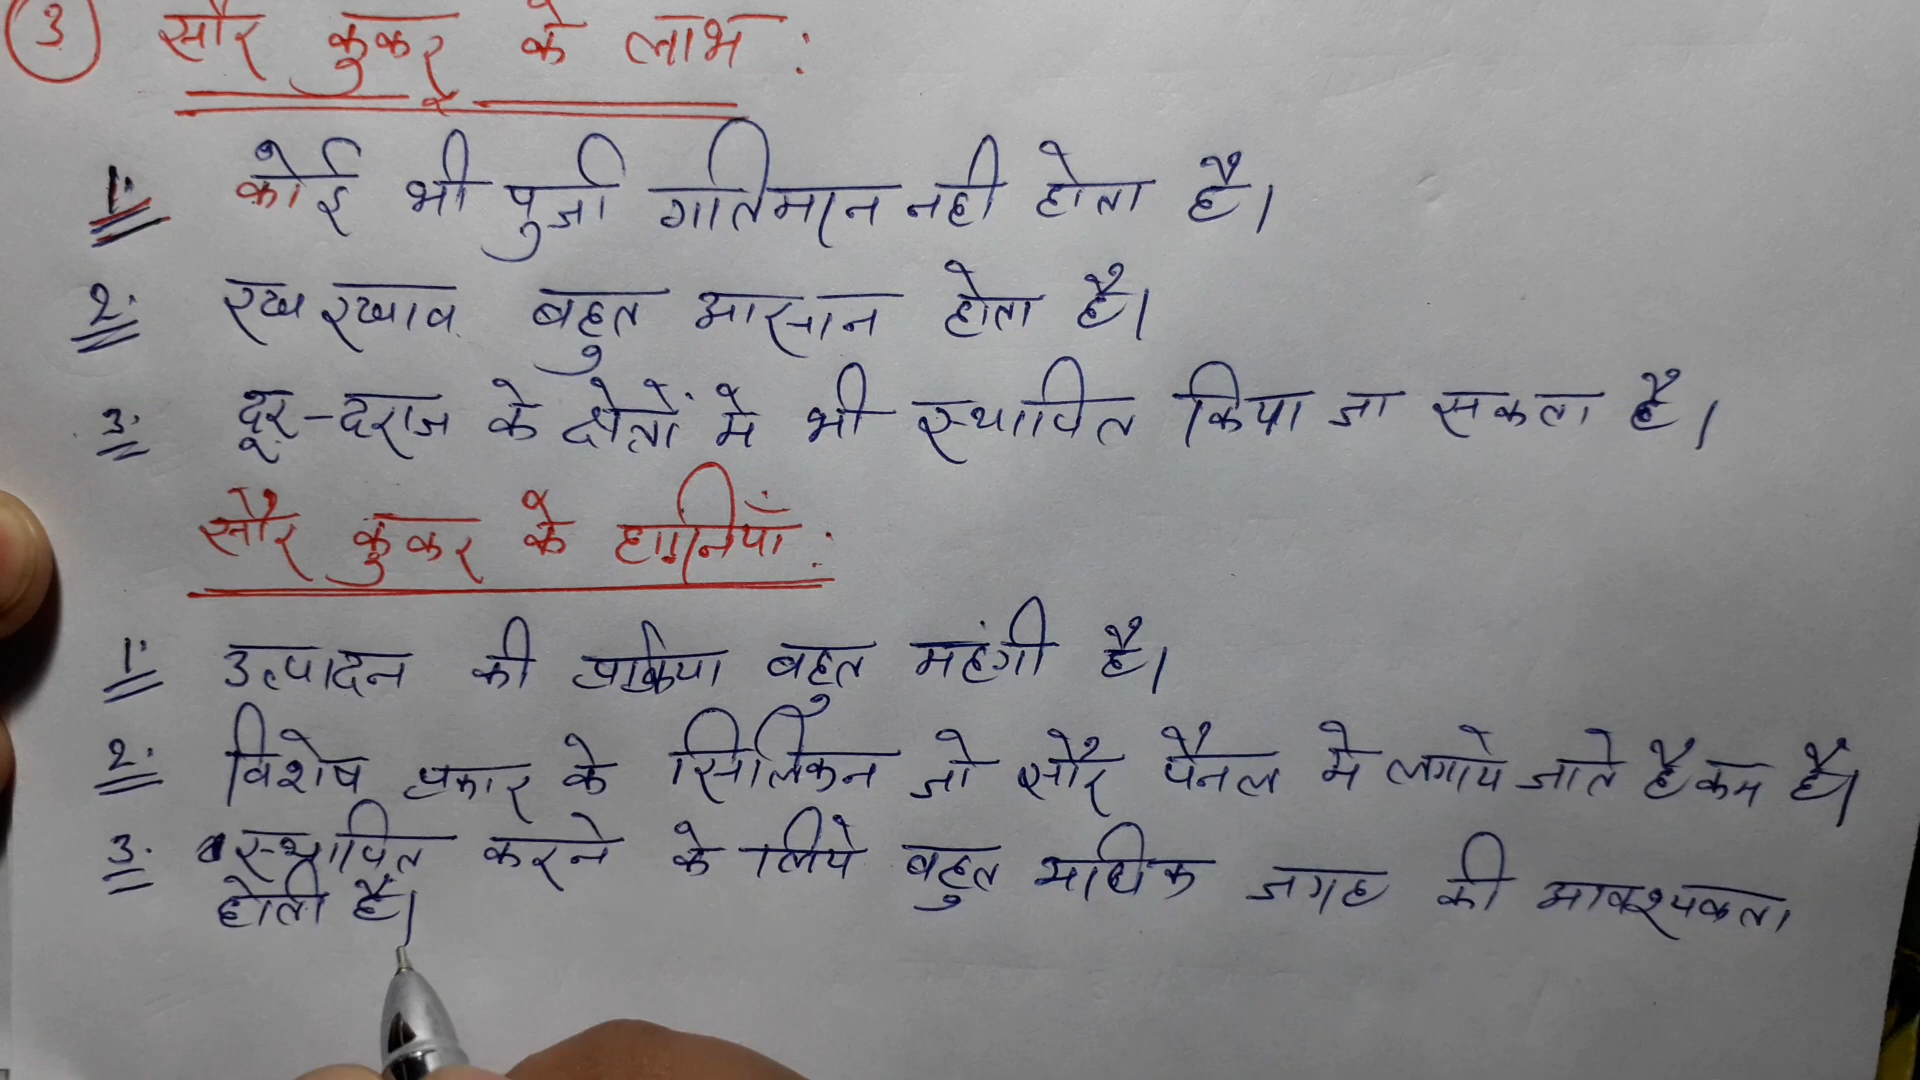 3 सौर कुकर के लाभ :
1. कोई भी पुर्जा गतिमान नही होता है।
2. रख रखाव बहुत आसान होता है।
3. दूर-दराज के क्षेत्रों मे भी स्थापित किया जा सकता है।
सौर कुकर के हानियाँ :
1. उत्पादन की प्रक्रिया बहुत महंगी है।
2. विशेष प्रकार के सिलिकन जो सौर पैनल मे लगाये जाते है कम है।
3. स्थापित करने के लिये बहुत अधिक जगह की आवश्यकता
होती है।